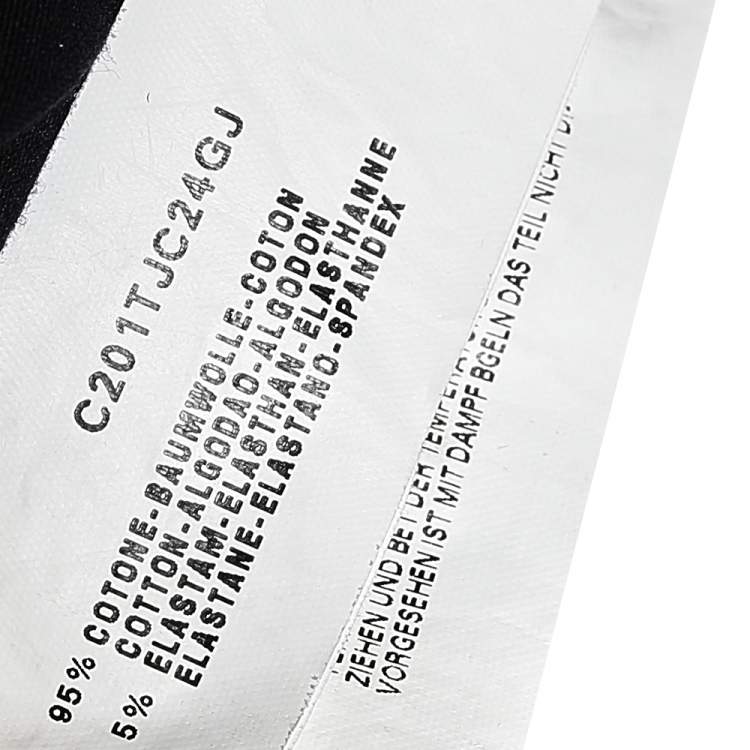 C201TJC24GJ
95% COTONE-BAUMWOLLE-COTON
COTTON-ALGODAO-ALGODON
5% ELASTAM-ELASTHAN-ELASTHANNE
ELASTANE-ELASTANO-SPANDEX
ZIEHEN UND BEI DER
VORGESEHEN IST MIT DAMPF BGELN DAS TEIL NICHT